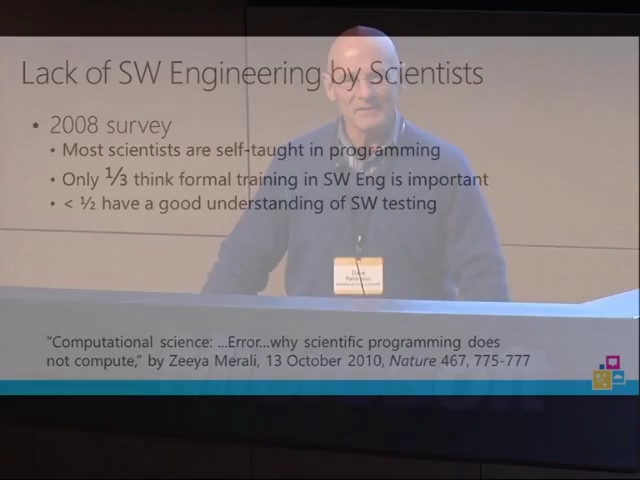 Lack of SW Engineering by Scientists
• 2008 survey
• Most scientists are self-taught in programming
• Only ⅓ think formal training in SW Eng is important
• < ½ have a good understanding of SW testing
Dave
Patterson
"Computational science: ...Error...why scientific programming does
not compute," by Zeeya Merali, 13 October 2010, Nature 467, 775-777